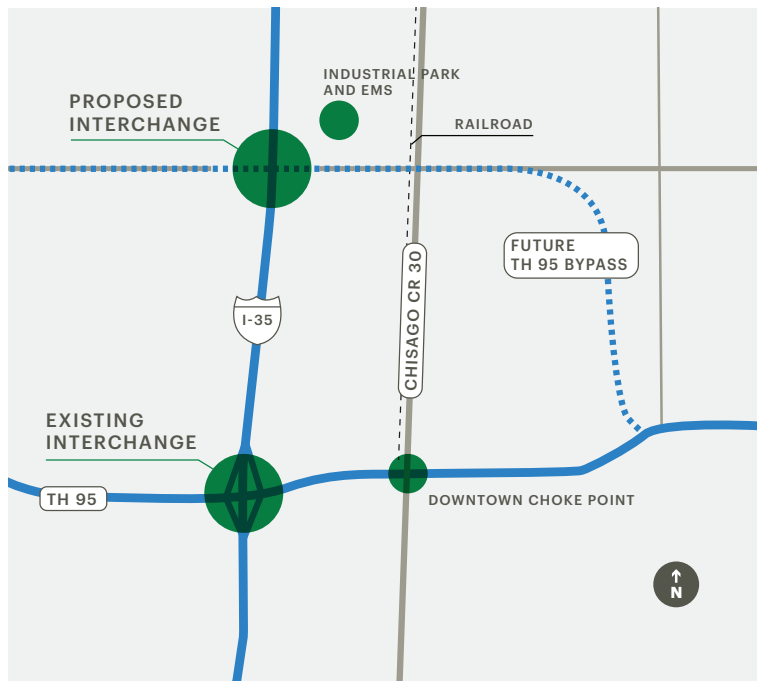 INDUSTRIAL PARK
AND EMS
PROPOSED
INTERCHANGE
RAILROAD
FUTURE
TH 95 BYPASS
CHISAGO CR 30
I-35
EXISTING
INTERCHANGE
TH 95
DOWNTOWN CHOKE POINT
N